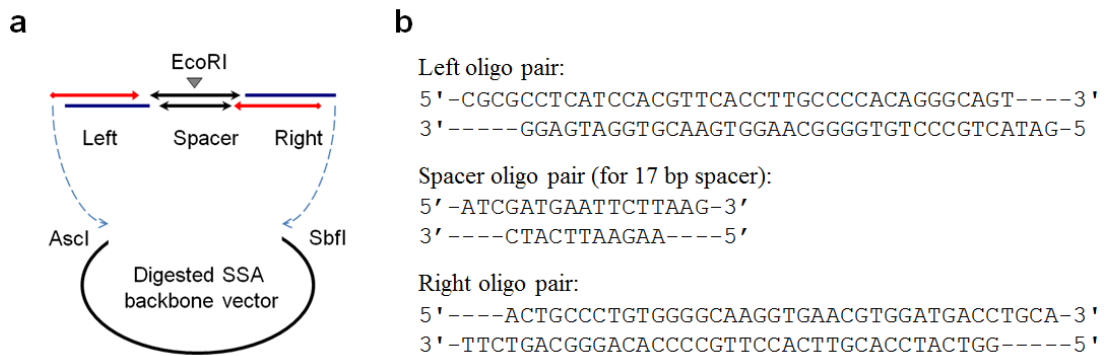 a
EcoRI
Left Spacer Right
AscI SbfI
Digested SSA
backbone vector
b
Left oligo pair:
5'-CGCGCCTCATCCACGTTCACCTTGCCCCACAGGGCAGT----3'
3'-----GGAGTAGGTGCAAGTGGAACGGGGTGTCCCGTCATAG-5
Spacer oligo pair (for 17 bp spacer):
5’-ATCGATGAATTCTTAAG-3’
3’----CTACTTAAGAA----5’
Right oligo pair:
5'----ACTGCCCTGTGGGGCAAGGTGAACGTGGATGACCTGCA-3'
3'-TTCTGACGGGACACCCCGTTCCACTTGCACCTACTGG-----5'